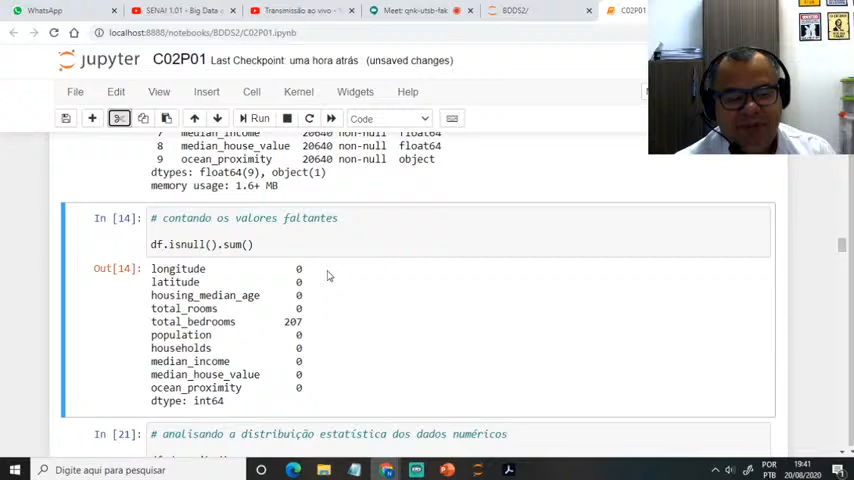 WhatsApp
SENAI 1.01 - Big Data e
Transmissão ao vivo - Y
Meet: qnk-utsb-fak
BDDS2/
C02P01
localhost:8888/notebooks/BDDS2/C02P01.ipynb
jupyter C02P01 Last Checkpoint: uma hora atrás (unsaved changes)
File Edit View Insert Cell Kernel Widgets Help
Run Code
7 median_income 20640 non-null float64
8 median_house_value 20640 non-null float64
9 ocean_proximity 20640 non-null object
dtypes: float64(9), object(1)
memory usage: 1.6+ MB
In [14]: # contando os valores faltantes
df.isnull().sum()
Out[14]: longitude 0
latitude 0
housing_median_age 0
total_rooms 0
total_bedrooms 207
population 0
households 0
median_income 0
median_house_value 0
ocean_proximity 0
dtype: int64
In [21]: # analisando a distribuição estatística dos dados numéricos
Digite aqui para pesquisar
POR 19:41
PTB 20/08/2020